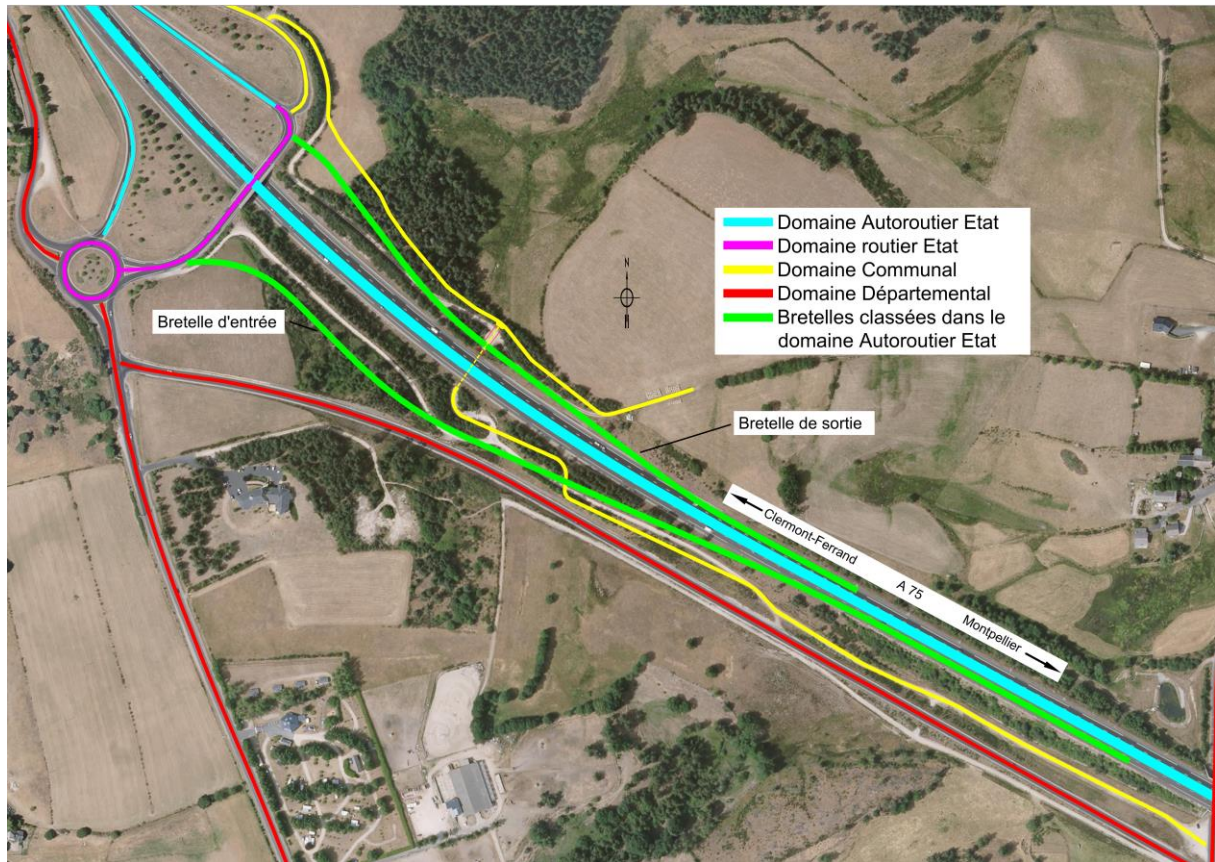 Domaine Autoroutier Etat
Domaine routier Etat
Domaine Communal
Domaine Départemental
Bretelles classées dans le
domaine Autoroutier Etat
N
Bretelle d'entrée
Bretelle de sortie
Clermont-Ferrand
A 75
Montpellier